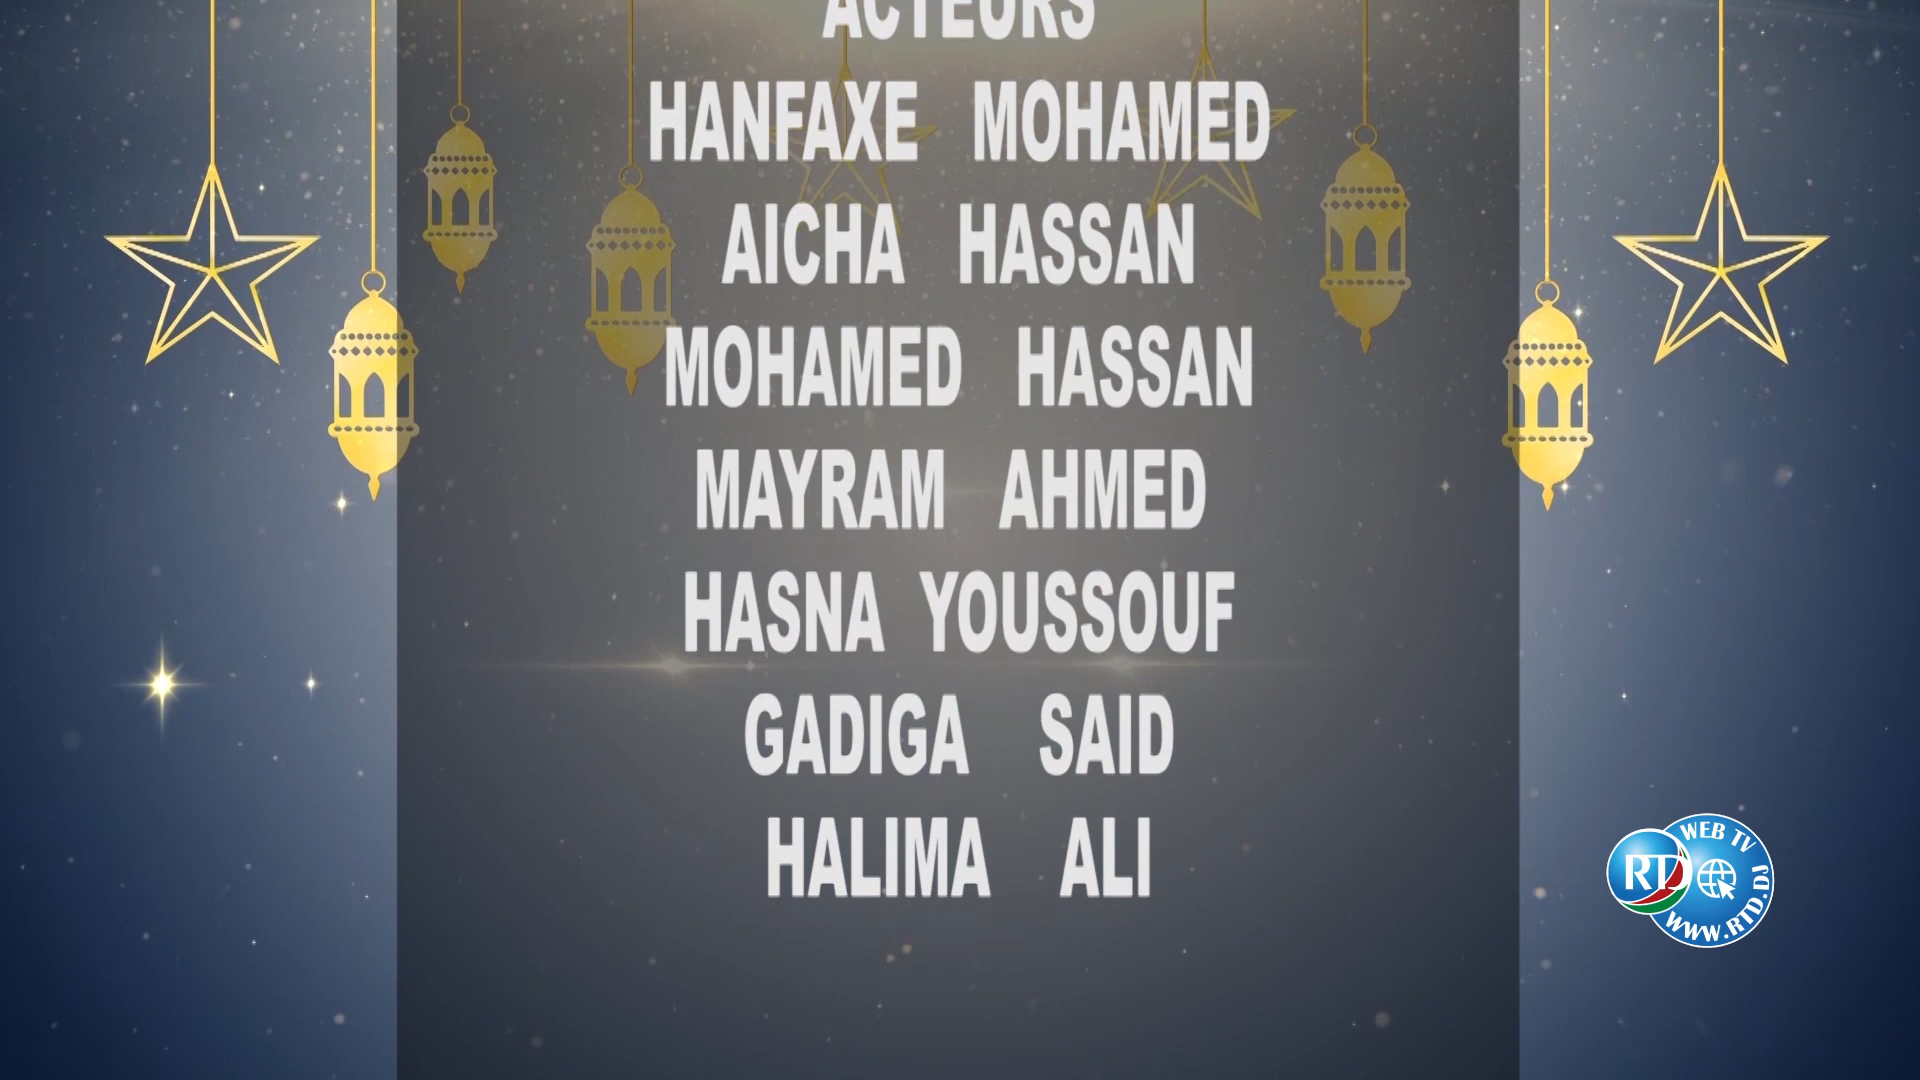 ACTEURS
HANFAXE MOHAMED
AICHA HASSAN
MOHAMED HASSAN
MAYRAM AHMED
HASNA YOUSSOUF
GADIGA SAID
HALIMA ALI
WEB TV
RTD
WWW.RTD.DJ